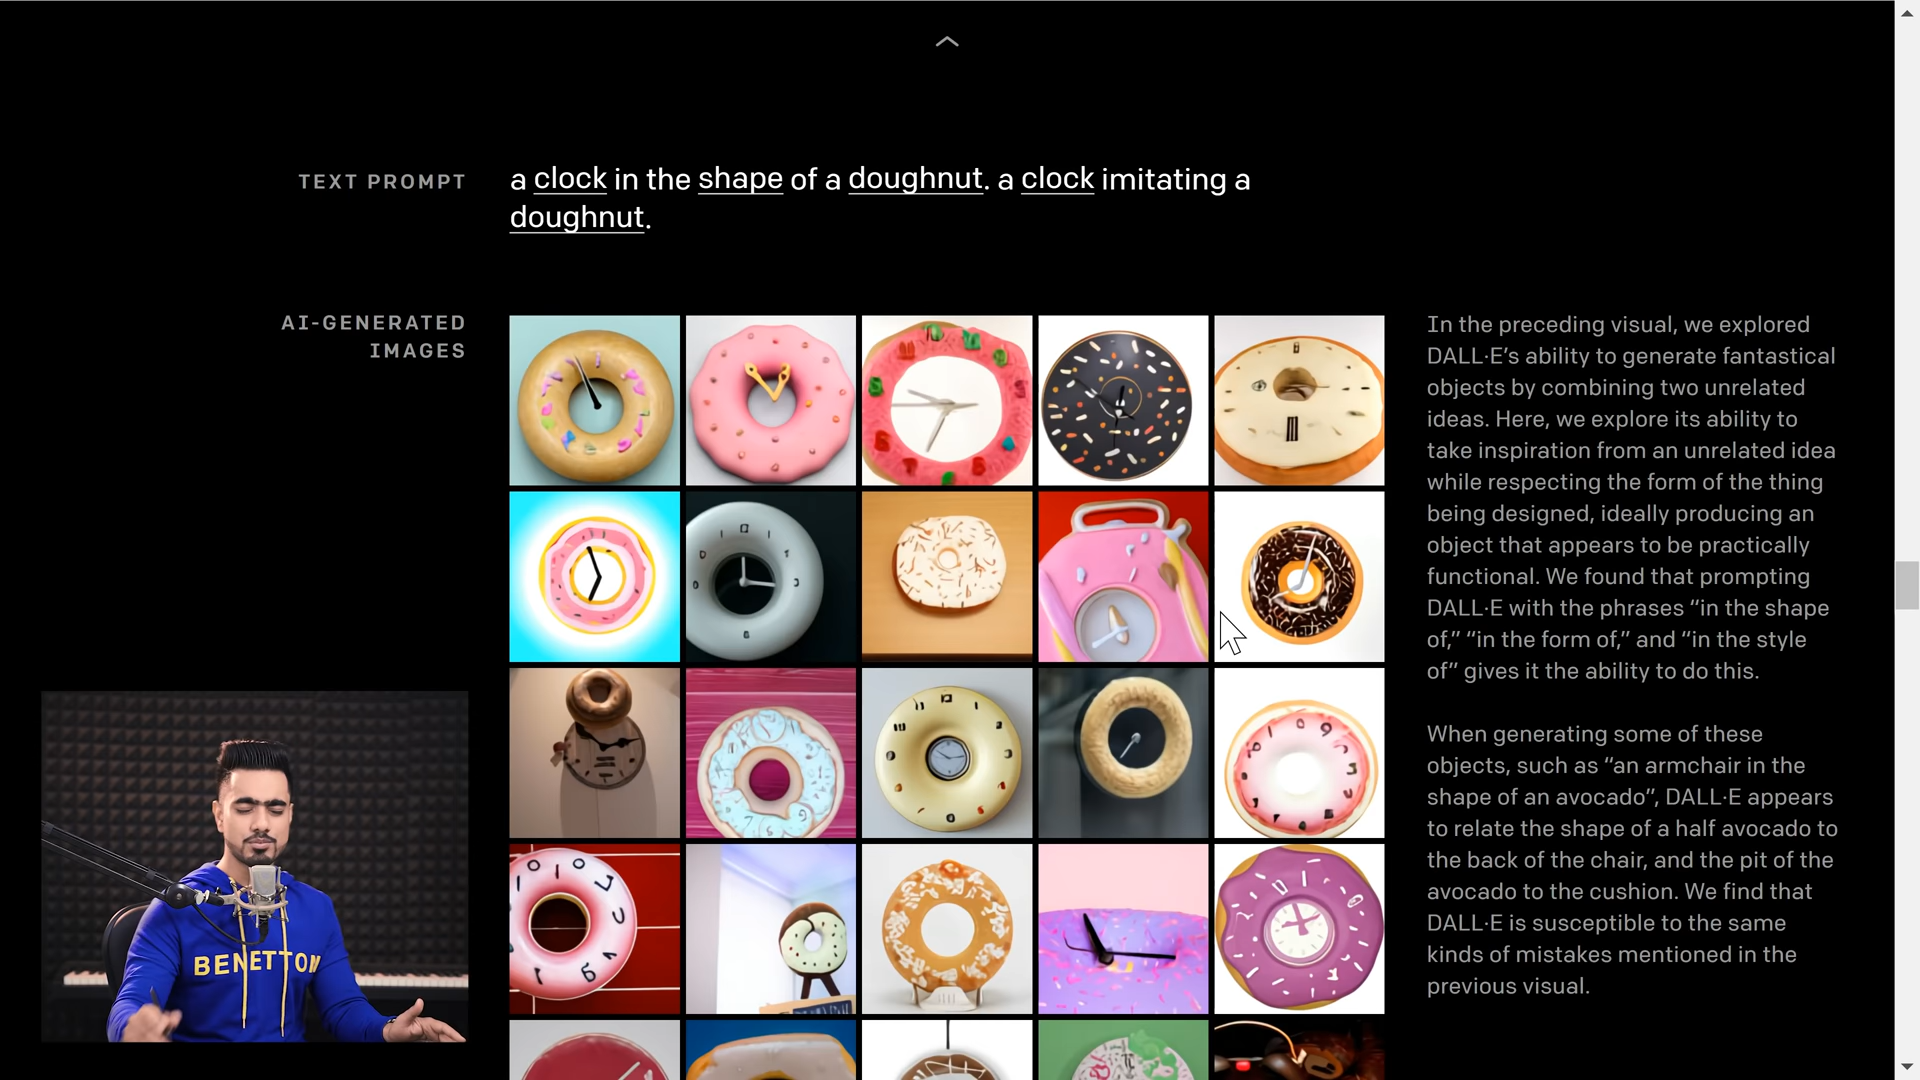 TEXT PROMPT
a clock in the shape of a doughnut. a clock imitating a
doughnut.
AI-GENERATED
IMAGES
In the preceding visual, we explored
DALL·E’s ability to generate fantastical
objects by combining two unrelated
ideas. Here, we explore its ability to
take inspiration from an unrelated idea
while respecting the form of the thing
being designed, ideally producing an
object that appears to be practically
functional. We found that prompting
DALL·E with the phrases “in the shape
of,” “in the form of,” and “in the style
of” gives it the ability to do this.
When generating some of these
objects, such as “an armchair in the
shape of an avocado”, DALL·E appears
to relate the shape of a half avocado to
the back of the chair, and the pit of the
avocado to the cushion. We find that
DALL·E is susceptible to the same
kinds of mistakes mentioned in the
previous visual.
BENETTON